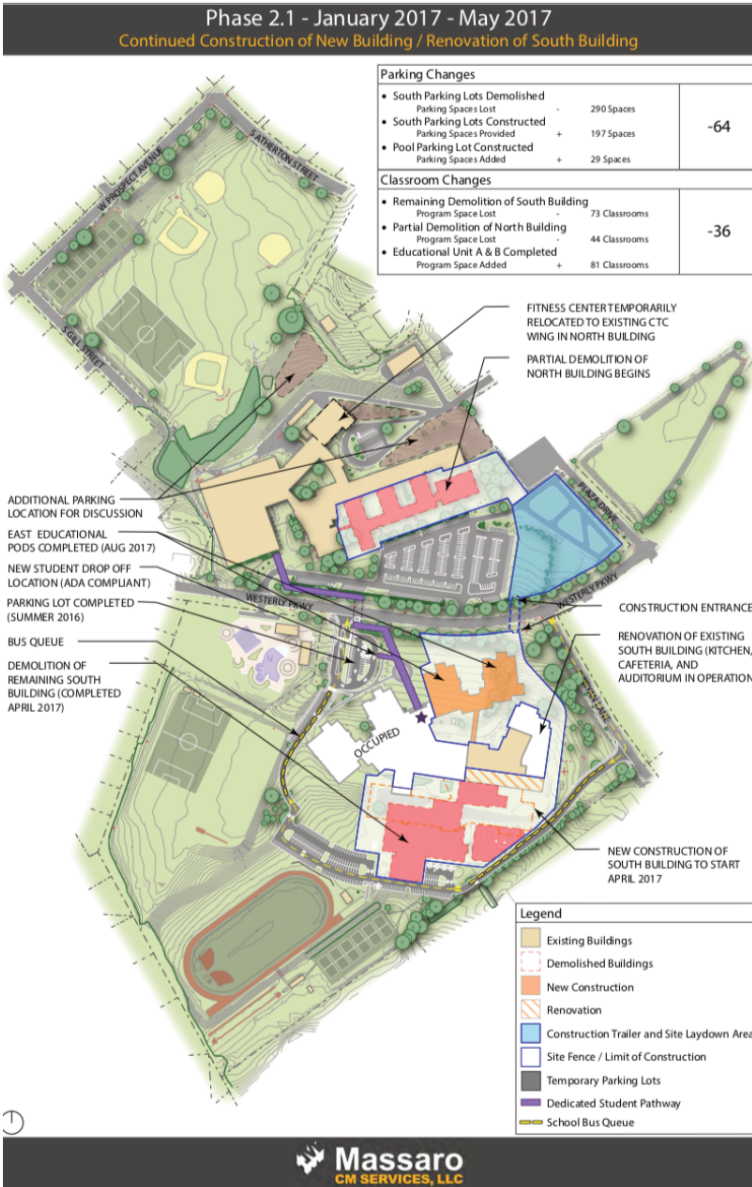 Phase 2.1 - January 2017 - May 2017
Continued Construction of New Building / Renovation of South Building
Parking Changes
• South Parking Lots Demolished
Parking Spaces Lost - 290 Spaces
• South Parking Lots Constructed
Parking Spaces Provided + 197 Spaces
• Pool Parking Lot Constructed
Parking Spaces Added + 29 Spaces
-64
Classroom Changes
• Remaining Demolition of South Building
Program Space Lost - 73 Classrooms
• Partial Demolition of North Building
Program Space Lost - 44 Classrooms
• Educational Unit A & B Completed
Program Space Added + 81 Classrooms
-36
W PROSPECT AVENUE
S ATHERTON STREET
S GILL STREET
FITNESS CENTER TEMPORARILY
RELOCATED TO EXISTING CTC
WING IN NORTH BUILDING
PARTIAL DEMOLITION OF
NORTH BUILDING BEGINS
PLAZA DRIVE
ADDITIONAL PARKING
LOCATION FOR DISCUSSION
EAST EDUCATIONAL
PODS COMPLETED (AUG 2017)
NEW STUDENT DROP OFF
LOCATION (ADA COMPLIANT)
PARKING LOT COMPLETED
(SUMMER 2016)
BUS QUEUE
DEMOLITION OF
REMAINING SOUTH
BUILDING (COMPLETED
APRIL 2017)
WESTERLY PKWY
WESTERLY PKWY
CONSTRUCTION ENTRANCE
RENOVATION OF EXISTING
SOUTH BUILDING (KITCHEN,
CAFETERIA, AND
AUDITORIUM IN OPERATION
OCCUPIED
NEW CONSTRUCTION OF
SOUTH BUILDING TO START
APRIL 2017
Legend
Existing Buildings
Demolished Buildings
New Construction
Renovation
Construction Trailer and Site Laydown Area
Site Fence / Limit of Construction
Temporary Parking Lots
Dedicated Student Pathway
School Bus Queue
Massaro
CM SERVICES, LLC